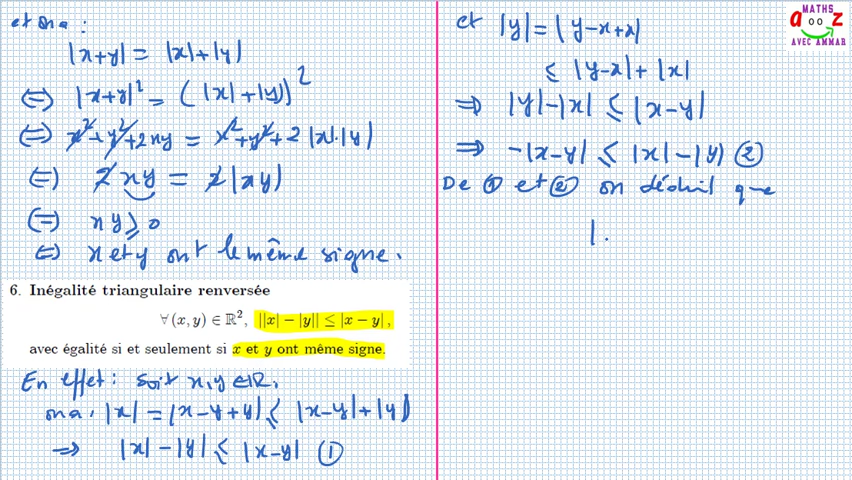 et on a :
|x+y| = |x|+|y|
⇔ |x+y|² = (|x|+|y|)²
⇔ x²+y²+2xy = x²+y²+2|x|·|y|
⇔ 2xy = 2|xy|
⇔ xy ≥ 0
⇔ x et y ont le même signe.
6. Inégalité triangulaire renversée
∀(x, y) ∈ ℝ², ||x| − |y|| ≤ |x − y|,
avec égalité si et seulement si x et y ont même signe.
En effet : soit x,y ∈ ℝ.
on a : |x| = |x-y+y| ≤ |x-y|+|y|
⇒ |x|-|y| ≤ |x-y| ①
et |y| = |y-x+x|
≤ |y-x|+|x|
⇒ |y|-|x| ≤ |x-y|
⇒ -|x-y| ≤ |x|-|y| ②
De ① et ② on déduit que
|.
MATHS
a oo z
AVEC AMMAR